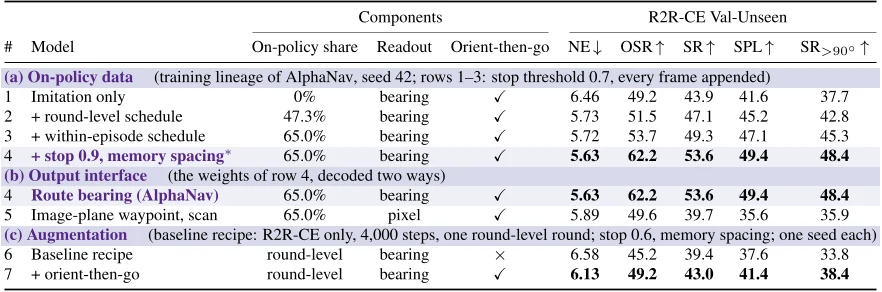 Components R2R-CE Val-Unseen
# Model On-policy share Readout Orient-then-go NE↓ OSR↑ SR↑ SPL↑ SR>90° ↑
(a) On-policy data (training lineage of AlphaNav, seed 42; rows 1–3: stop threshold 0.7, every frame appended)
1 Imitation only 0% bearing ✓ 6.46 49.2 43.9 41.6 37.7
2 + round-level schedule 47.3% bearing ✓ 5.73 51.5 47.1 45.2 42.8
3 + within-episode schedule 65.0% bearing ✓ 5.72 53.7 49.3 47.1 45.3
4 + stop 0.9, memory spacing* 65.0% bearing ✓ 5.63 62.2 53.6 49.4 48.4
(b) Output interface (the weights of row 4, decoded two ways)
4 Route bearing (AlphaNav) 65.0% bearing ✓ 5.63 62.2 53.6 49.4 48.4
5 Image-plane waypoint, scan 65.0% pixel ✓ 5.89 49.6 39.7 35.6 35.9
(c) Augmentation (baseline recipe: R2R-CE only, 4,000 steps, one round-level round; stop 0.6, memory spacing; one seed each)
6 Baseline recipe round-level bearing × 6.58 45.2 39.4 37.6 33.8
7 + orient-then-go round-level bearing ✓ 6.13 49.2 43.0 41.4 38.4